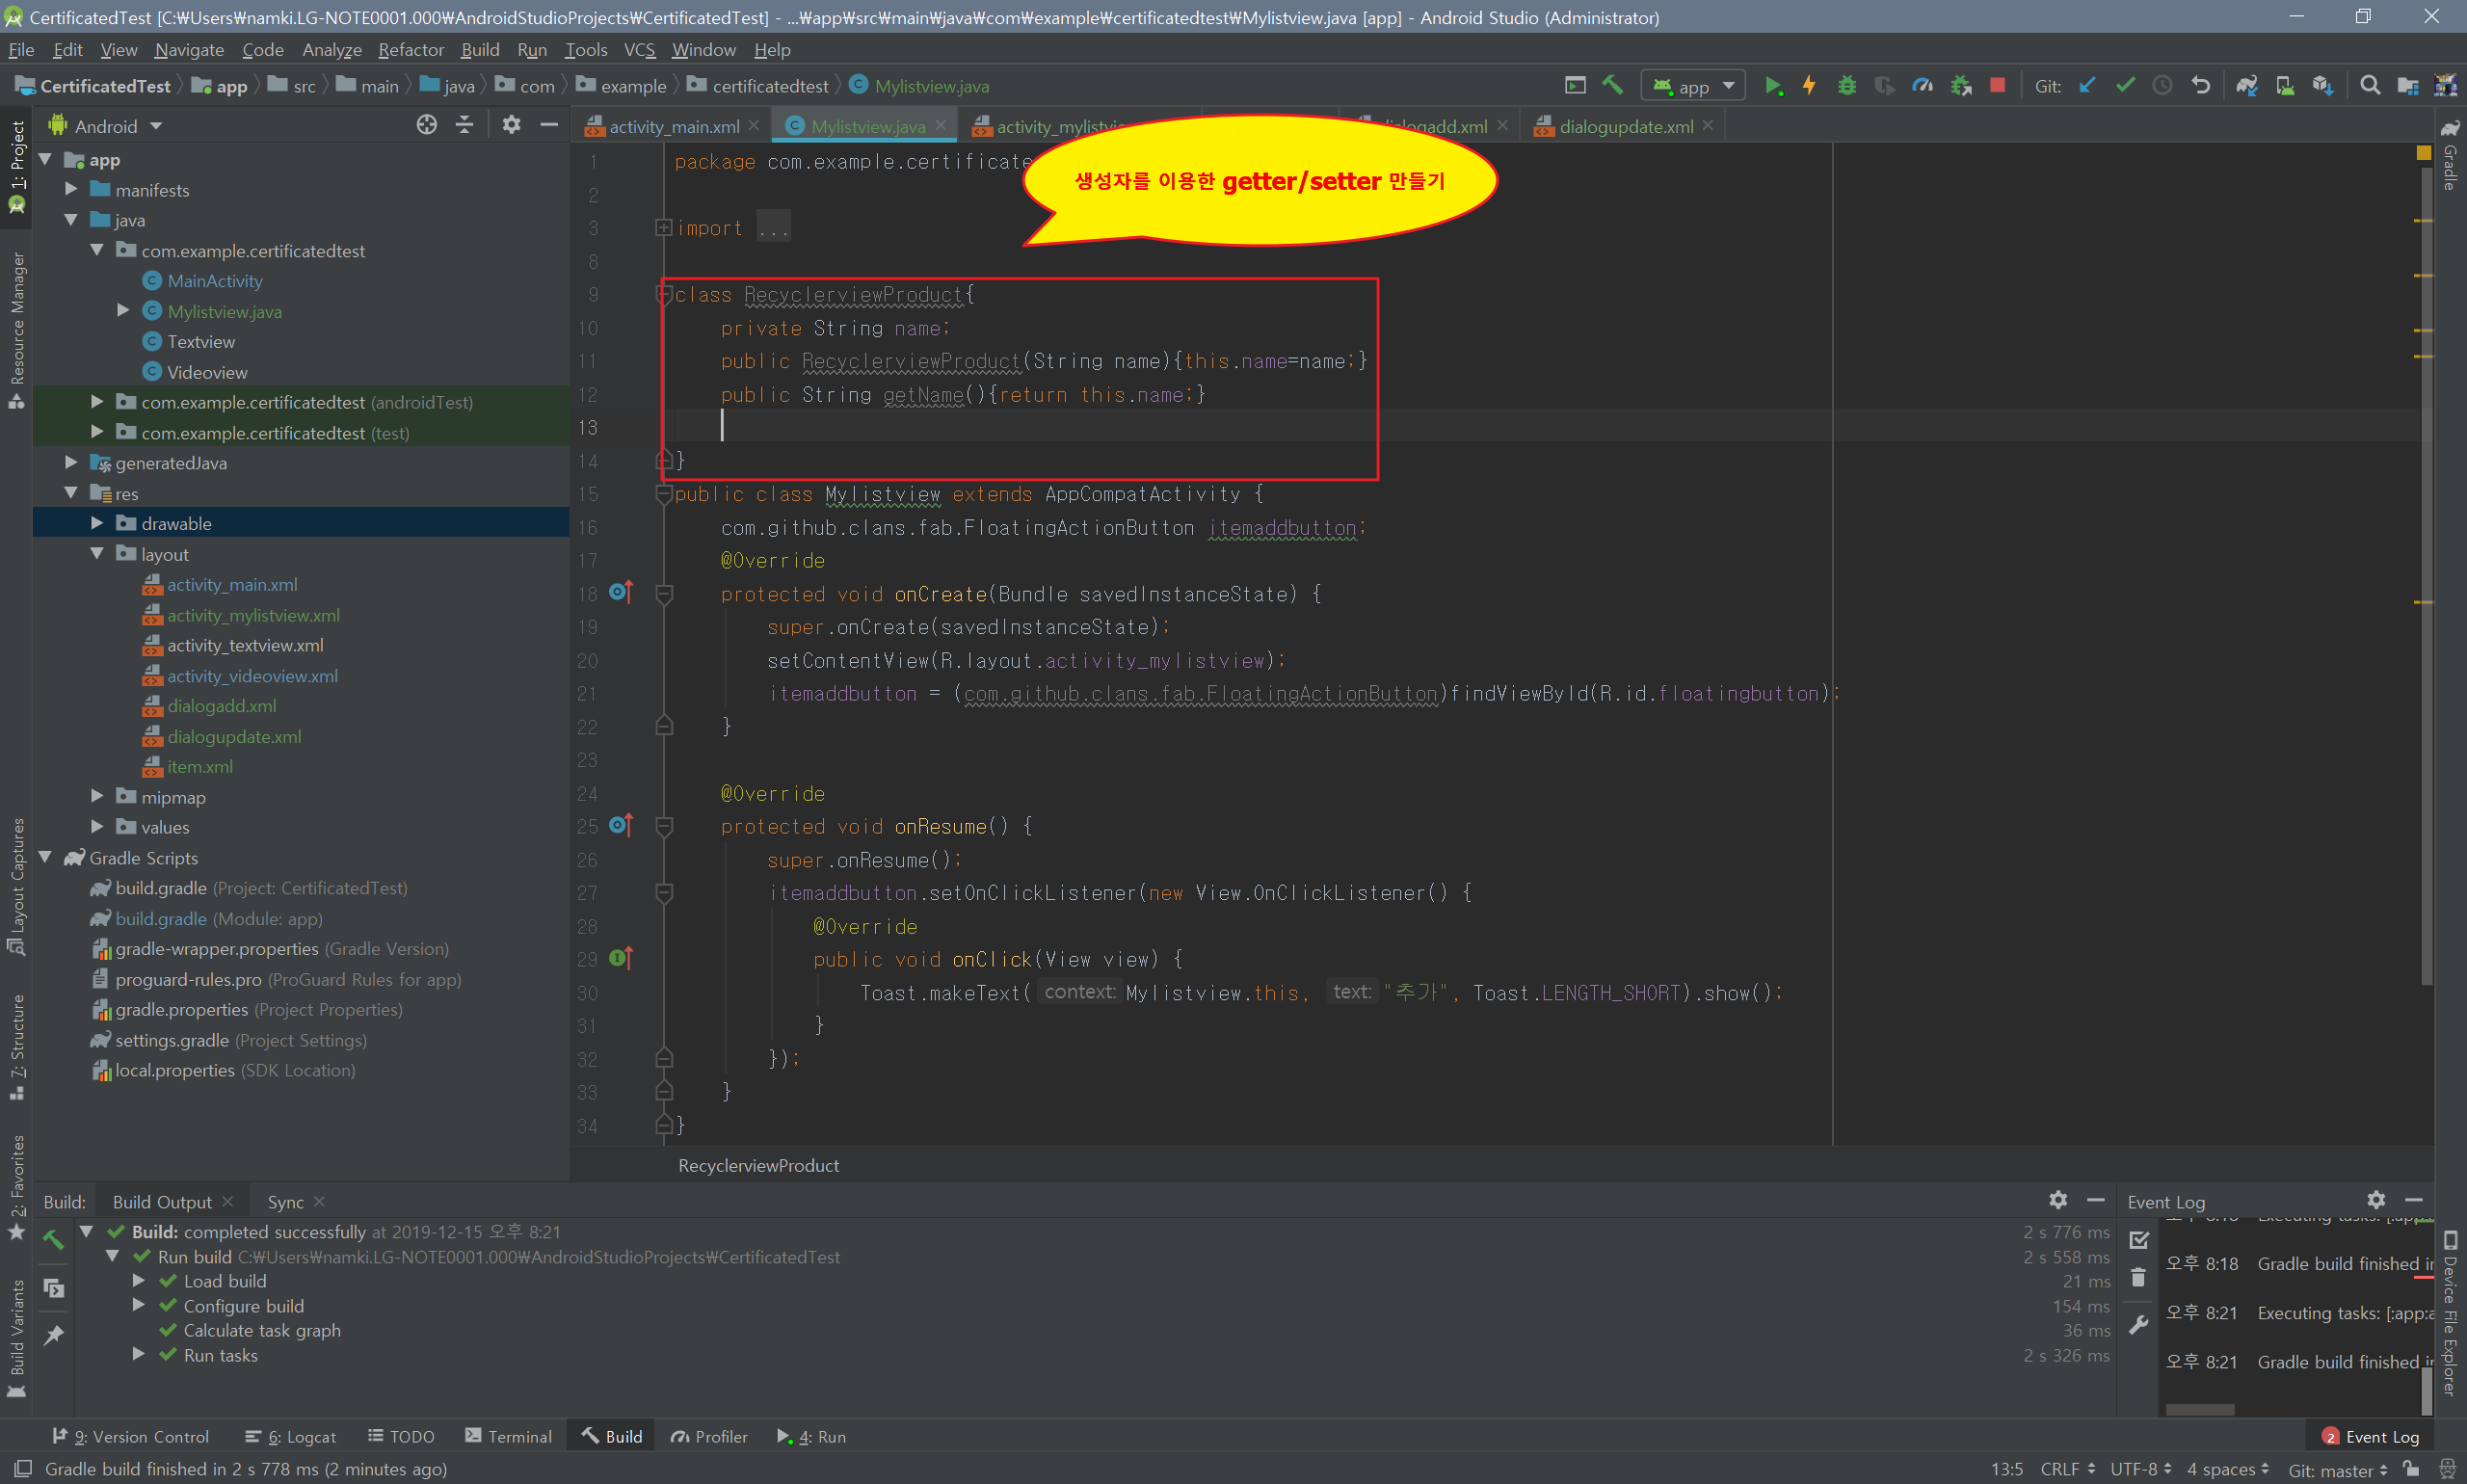 CertificatedTest [C:₩Users₩namki.LG-NOTE0001.000₩AndroidStudioProjects₩CertificatedTest] - ...₩app₩src₩main₩java₩com₩example₩certificatedtest₩Mylistview.java [app] - Android Studio (Administrator)
File Edit View Navigate Code Analyze Refactor Build Run Tools VCS Window Help
CertificatedTest app src main java com example certificatedtest Mylistview.java app Git:
Android
activity_main.xml Mylistview.java dialogadd.xml dialogupdate.xml
생성자를 이용한 getter/setter 만들기
1: Project
Resource Manager
Layout Captures
7: Structure
2: Favorites
Build Variants
Gradle
Device File Explorer
app
manifests
java
com.example.certificatedtest
MainActivity
Mylistview.java
Textview
Videoview
com.example.certificatedtest (androidTest)
com.example.certificatedtest (test)
generatedJava
res
drawable
layout
activity_main.xml
activity_mylistview.xml
activity_textview.xml
activity_videoview.xml
dialogadd.xml
dialogupdate.xml
item.xml
mipmap
values
Gradle Scripts
build.gradle (Project: CertificatedTest)
build.gradle (Module: app)
gradle-wrapper.properties (Gradle Version)
proguard-rules.pro (ProGuard Rules for app)
gradle.properties (Project Properties)
settings.gradle (Project Settings)
local.properties (SDK Location)
1 package
2
3 import ...
8
9 class RecyclerviewProduct{
10 private String name;
11 public RecyclerviewProduct(String name){this.name=name;}
12 public String getName(){return this.name;}
13
14 }
15 public class Mylistview extends AppCompatActivity {
16 com.github.clans.fab.FloatingActionButton itemaddbutton;
17 @Override
18 protected void onCreate(Bundle savedInstanceState) {
19 super.onCreate(savedInstanceState);
20 setContentView(R.layout.activity_mylistview);
21 itemaddbutton = (com.github.clans.fab.FloatingActionButton)findViewById(R.id.floatingbutton);
22 }
23
24 @Override
25 protected void onResume() {
26 super.onResume();
27 itemaddbutton.setOnClickListener(new View.OnClickListener() {
28 @Override
29 public void onClick(View view) {
30 Toast.makeText( context: Mylistview.this, text: "추가", Toast.LENGTH_SHORT).show();
31 }
32 });
33 }
34 }
RecyclerviewProduct
Build: Build Output Sync
Build: completed successfully at 2019-12-15 오후 8:21 2 s 776 ms
Run build C:₩Users₩namki.LG-NOTE0001.000₩AndroidStudioProjects₩CertificatedTest 2 s 558 ms
Load build 21 ms
Configure build 154 ms
Calculate task graph 36 ms
Run tasks 2 s 326 ms
Event Log
오후 8:18 Gradle build finished
오후 8:21 Executing tasks: [:app:
오후 8:21 Gradle build finished
9: Version Control 6: Logcat TODO Terminal Build Profiler 4: Run 2 Event Log
Gradle build finished in 2 s 778 ms (2 minutes ago) 13:5 CRLF UTF-8 4 spaces Git: master